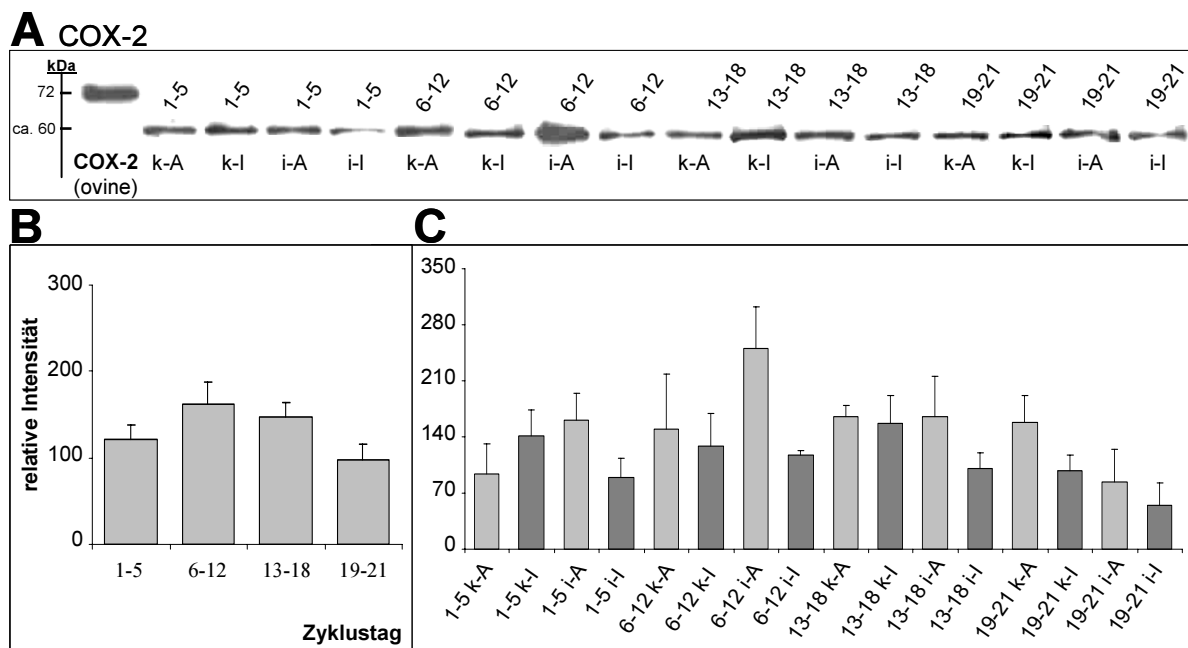 A COX-2
kDa
72
ca. 60
1-5 1-5 1-5 1-5 6-12 6-12 6-12 6-12 13-18 13-18 13-18 13-18 19-21 19-21 19-21 19-21
COX-2 k-A k-I i-A i-I k-A k-I i-A i-I k-A k-I i-A i-I k-A k-I i-A i-I
(ovine)
B
relative Intensität
300
200
100
0
1-5 6-12 13-18 19-21
Zyklustag
C
350
280
210
140
70
0
1-5 k-A 1-5 k-I 1-5 i-A 1-5 i-I 6-12 k-A 6-12 k-I 6-12 i-A 6-12 i-I 13-18 k-A 13-18 k-I 13-18 i-A 13-18 i-I 19-21 k-A 19-21 k-I 19-21 i-A 19-21 i-I